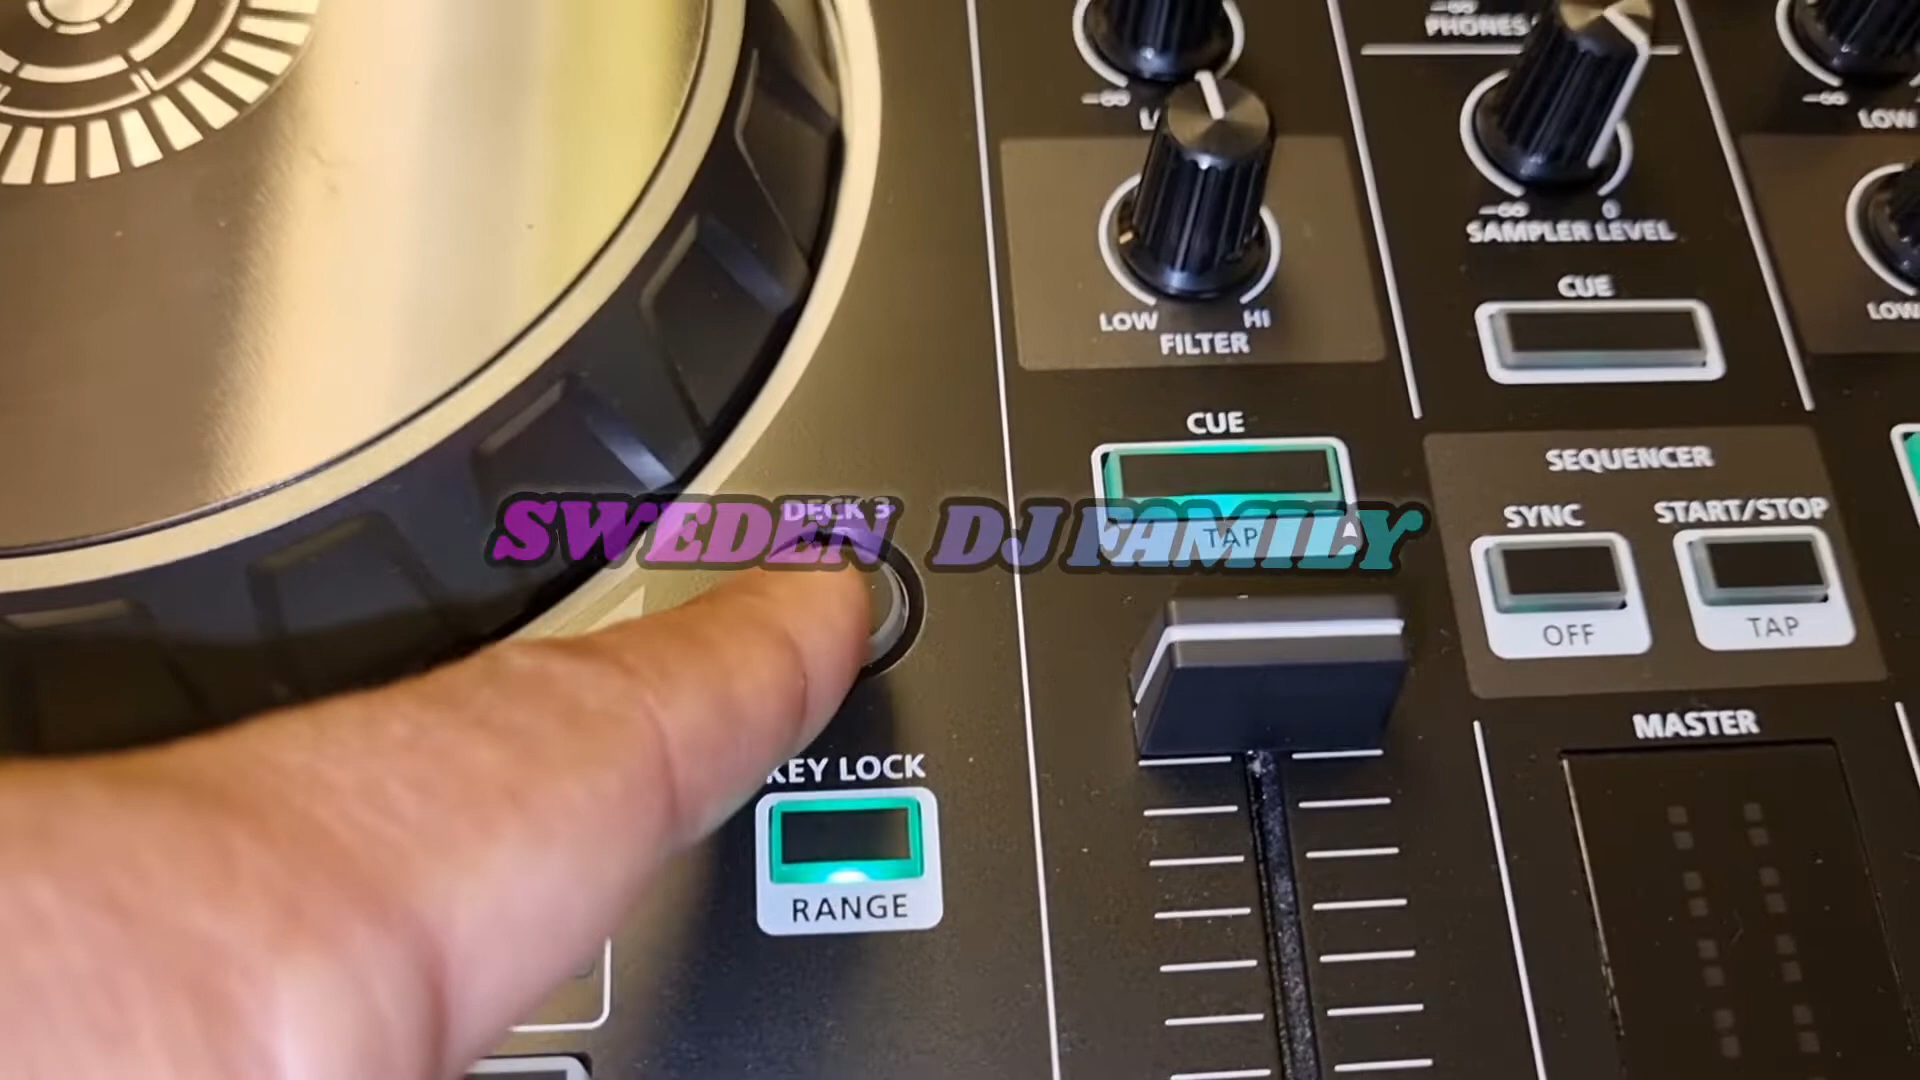 -∞
PHONES
-∞
-∞
LOW
-∞ 0
SAMPLER LEVEL
LOW HI
FILTER
LOW
CUE
CUE
SEQUENCER
DECK 3
SWEDEN DJ FAMILY
TAP
SYNC
START/STOP
OFF
TAP
MASTER
KEY LOCK
RANGE